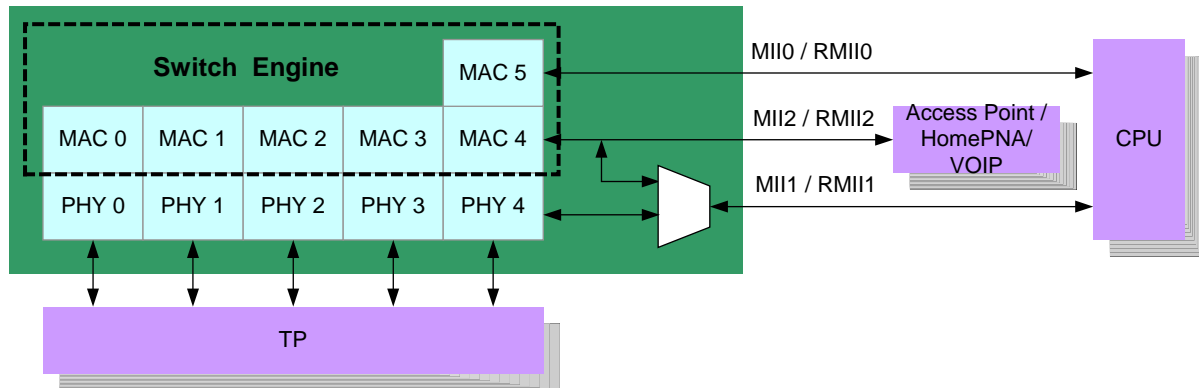 MII0 / RMII0
Switch Engine
MAC 5
MII2 / RMII2
Access Point /
HomePNA/
VOIP
CPU
MAC 0
MAC 1
MAC 2
MAC 3
MAC 4
MII1 / RMII1
PHY 0
PHY 1
PHY 2
PHY 3
PHY 4
TP